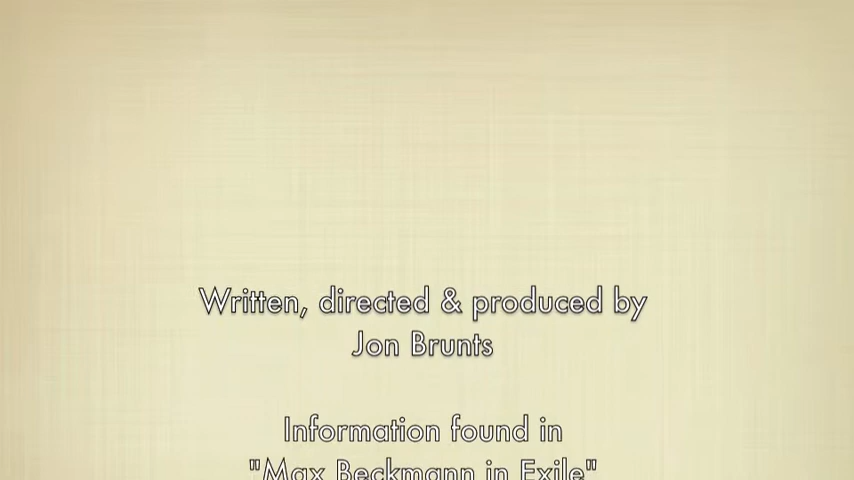 Written, directed & produced by
Jon Brunts
Information found in
"Max Beckmann in Exile"